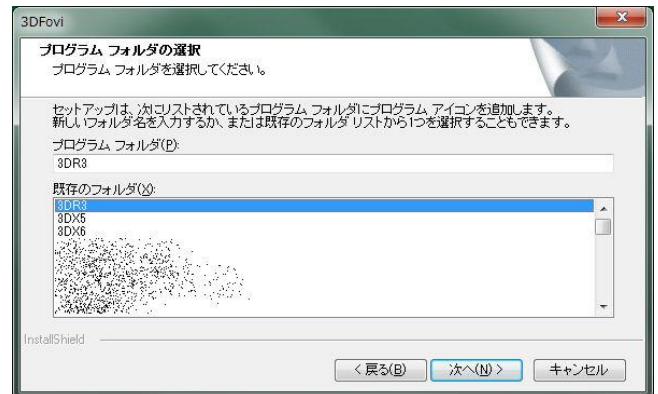 3DFovi
プログラム フォルダの選択
プログラム フォルダを選択してください。
セットアップは、次にリストされているプログラム フォルダにプログラム アイコンを追加します。
新しいフォルダ名を入力するか、または既存のフォルダ リストから1つを選択することもできます。
プログラム フォルダ(P):
3DR3
既存のフォルダ(X):
3DR3
3DX5
3DX6
InstallShield
< 戻る(B)
次へ(N) >
キャンセル